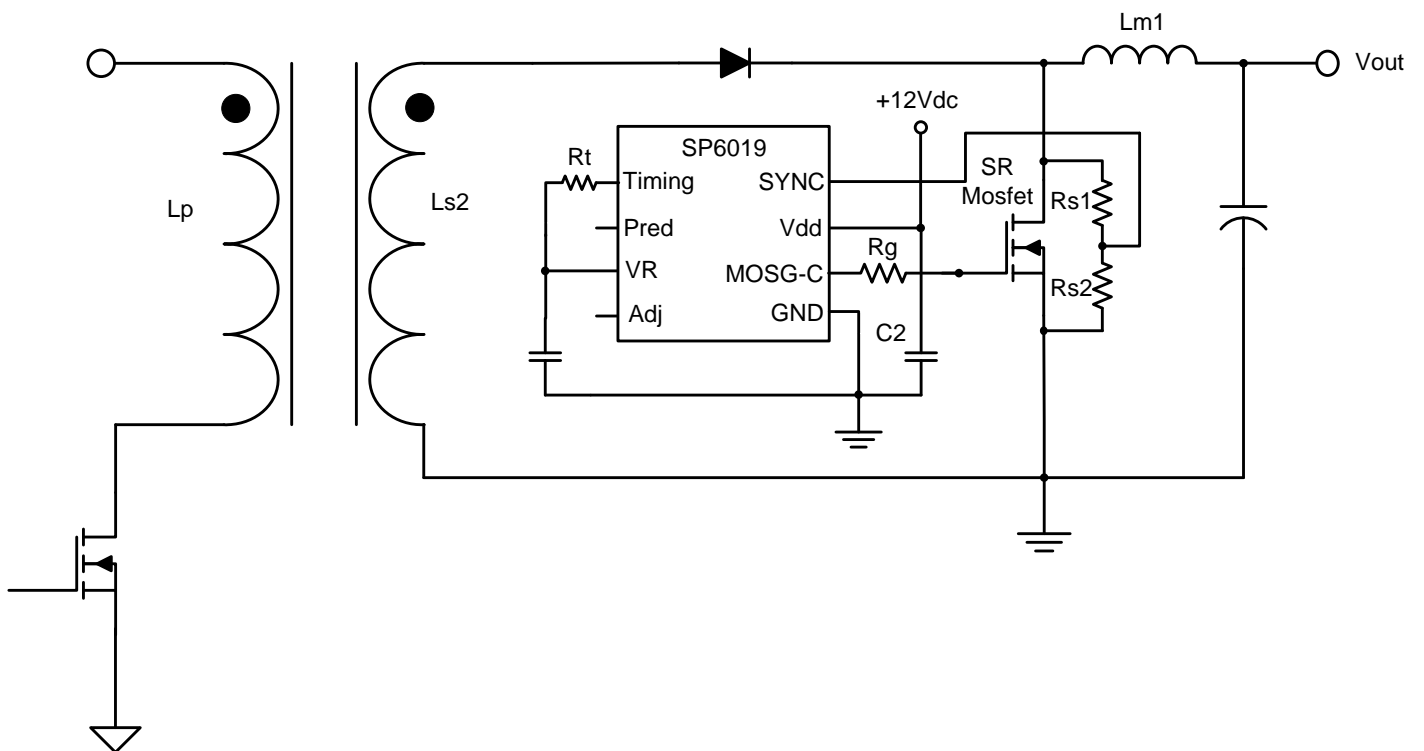 Lm1
Vout
+12Vdc
SP6019
Rt
Timing
SYNC
SR
Mosfet
Rs1
Lp
Ls2
Pred
Vdd
Rg
VR
MOSG-C
Rs2
Adj
GND
C2